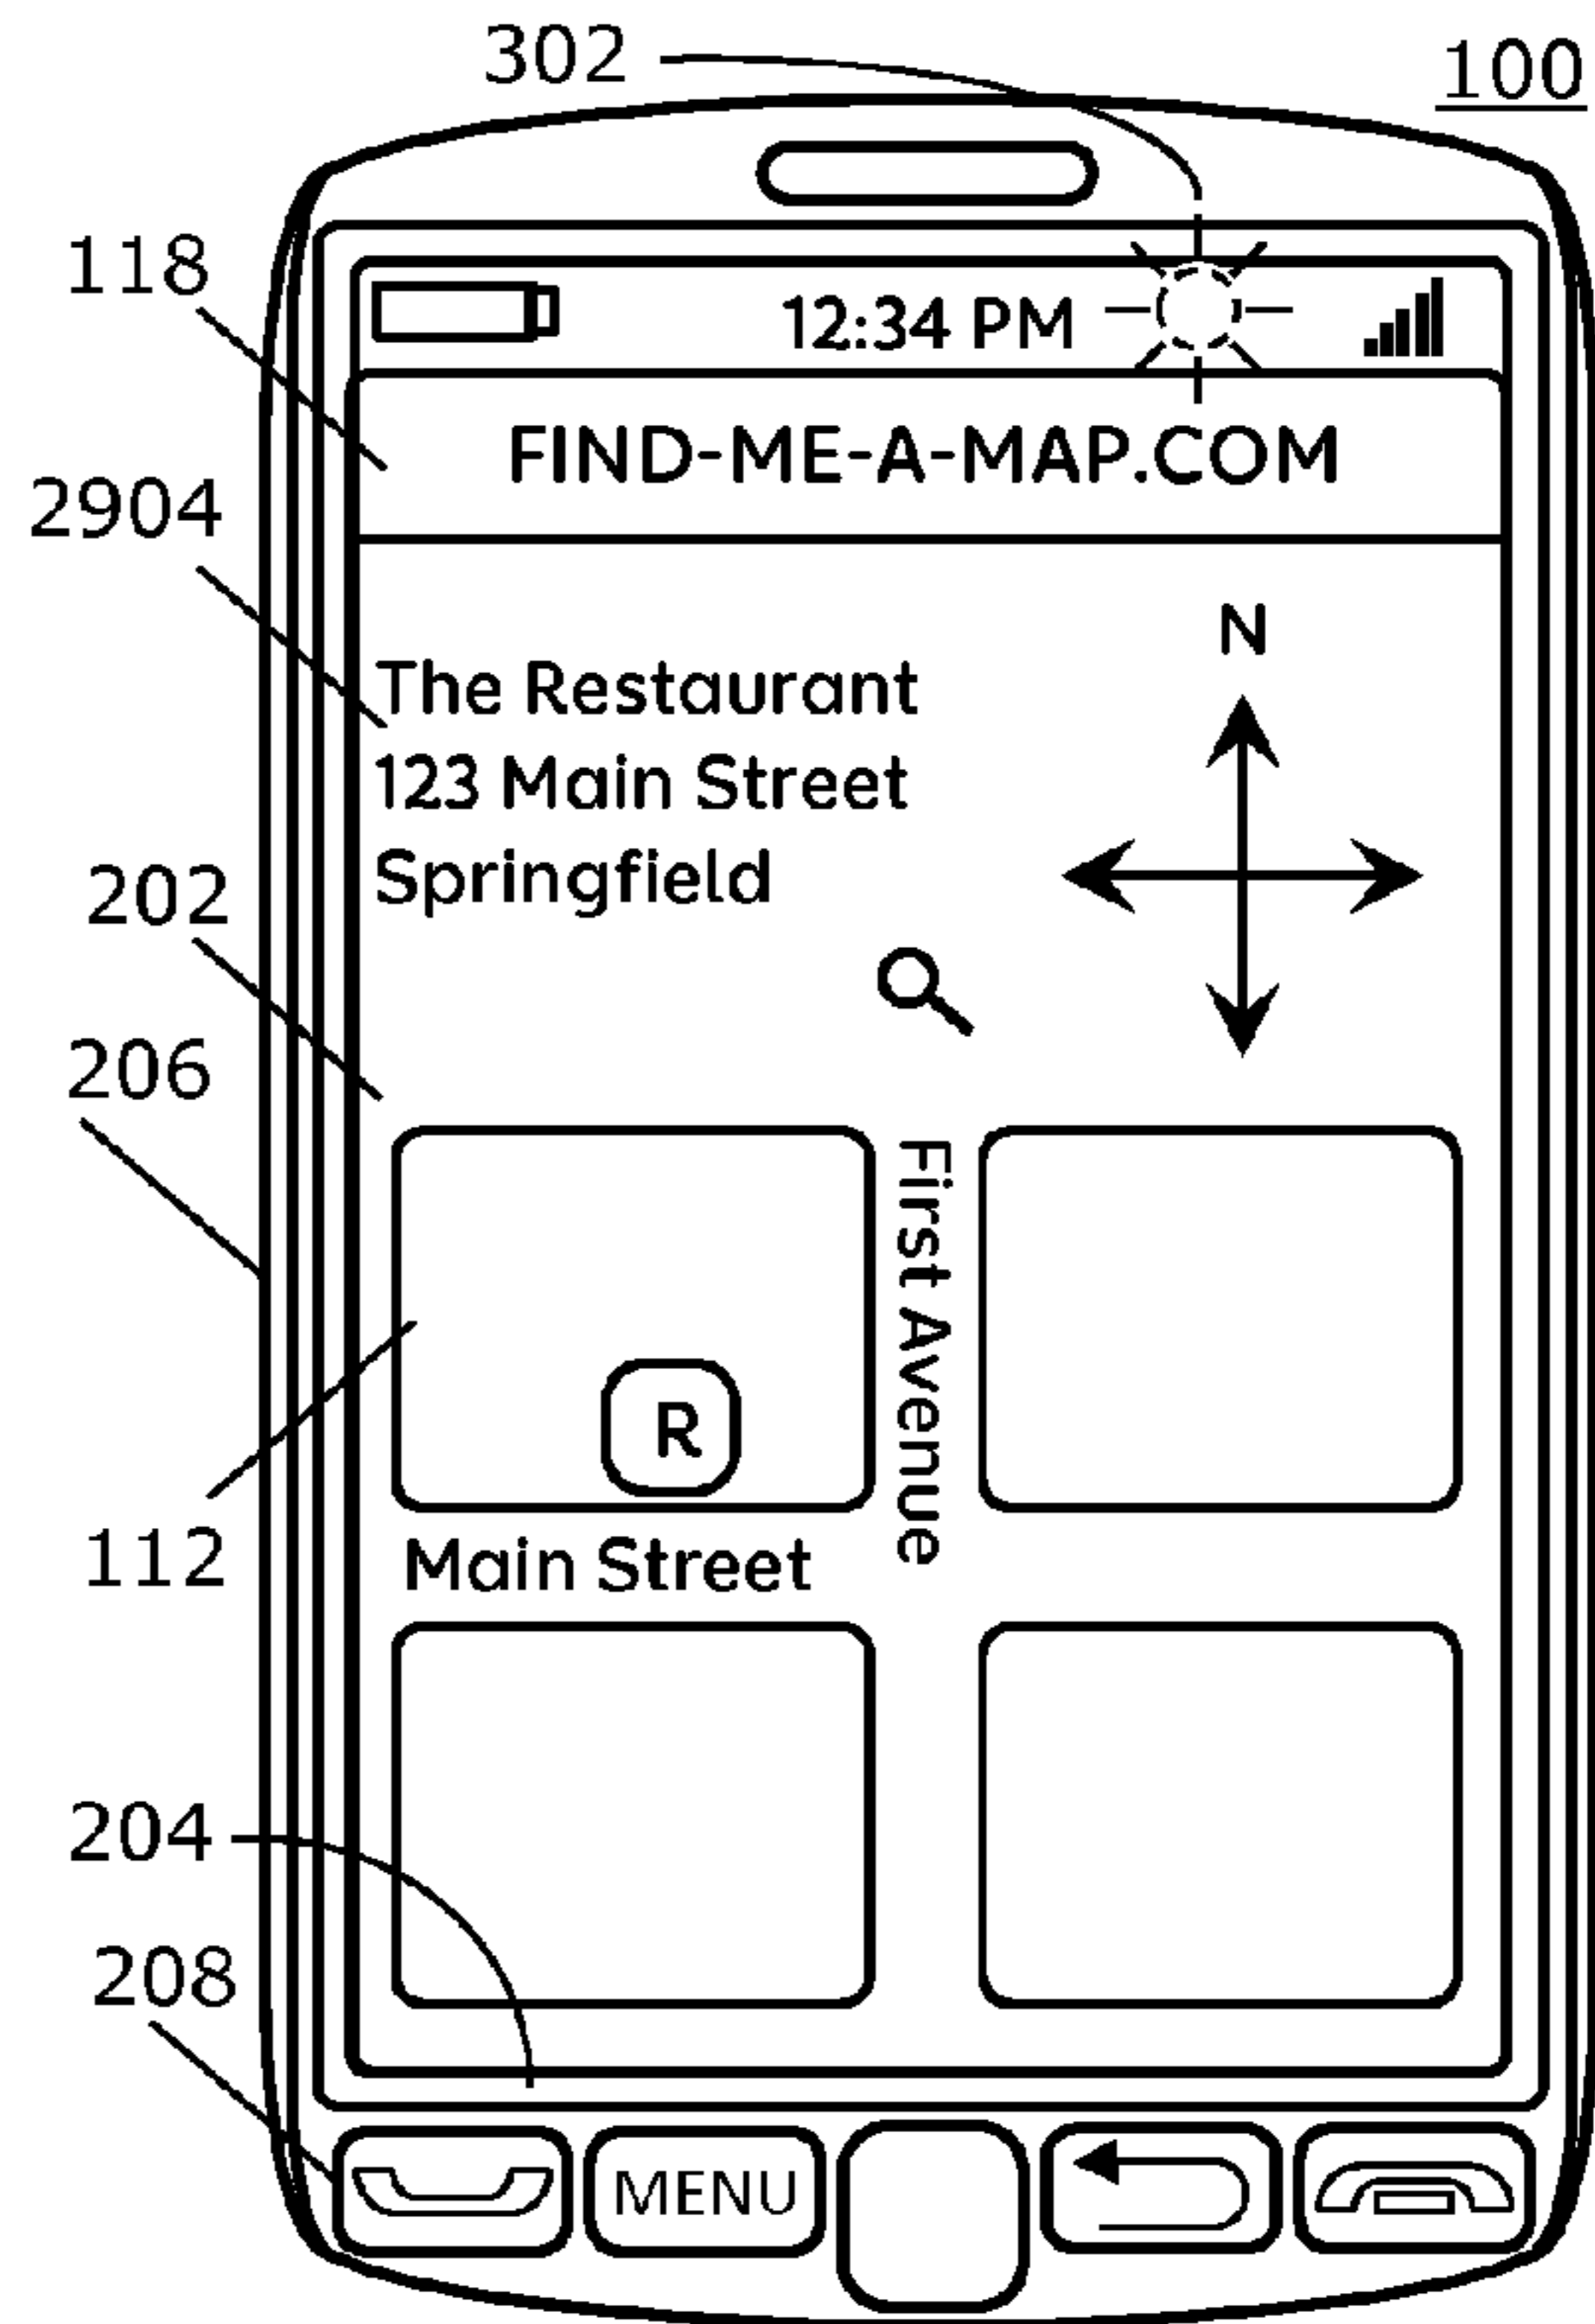 302
100
118
12:34 PM
FIND-ME-A-MAP.COM
2904
N
The Restaurant
123 Main Street
Springfield
202
206
First Avenue
R
112
Main Street
204
208
MENU